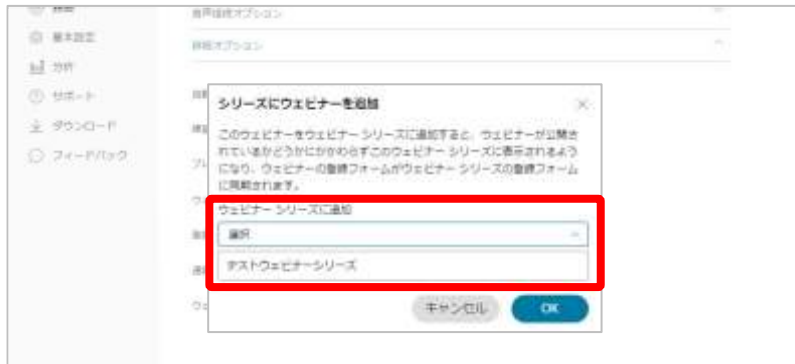 基本設定
音声接続オプション
詳細オプション
分析
サポート
ダウンロード
フィードバック
シリーズにウェビナーを追加
このウェビナーをウェビナー シリーズに追加すると、ウェビナーが公開さ
れているかどうかにかかわらずこのウェビナー シリーズに表示されるよう
になり、ウェビナーの登録フォームがウェビナー シリーズの登録フォーム
に同期されます。
ウェビナー シリーズに追加
選択
テストウェビナーシリーズ
キャンセル
OK